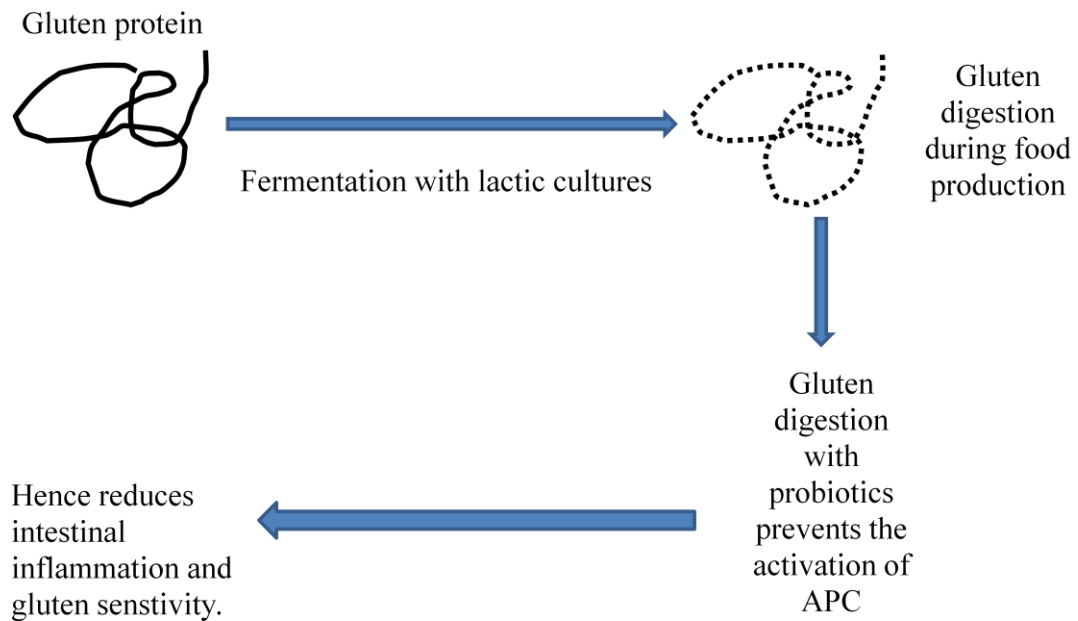 Gluten protein
Fermentation with lactic cultures
Gluten
digestion
during food
production
Gluten
digestion
with
probiotics
prevents the
activation of
APC
Hence reduces
intestinal
inflammation and
gluten senstivity.